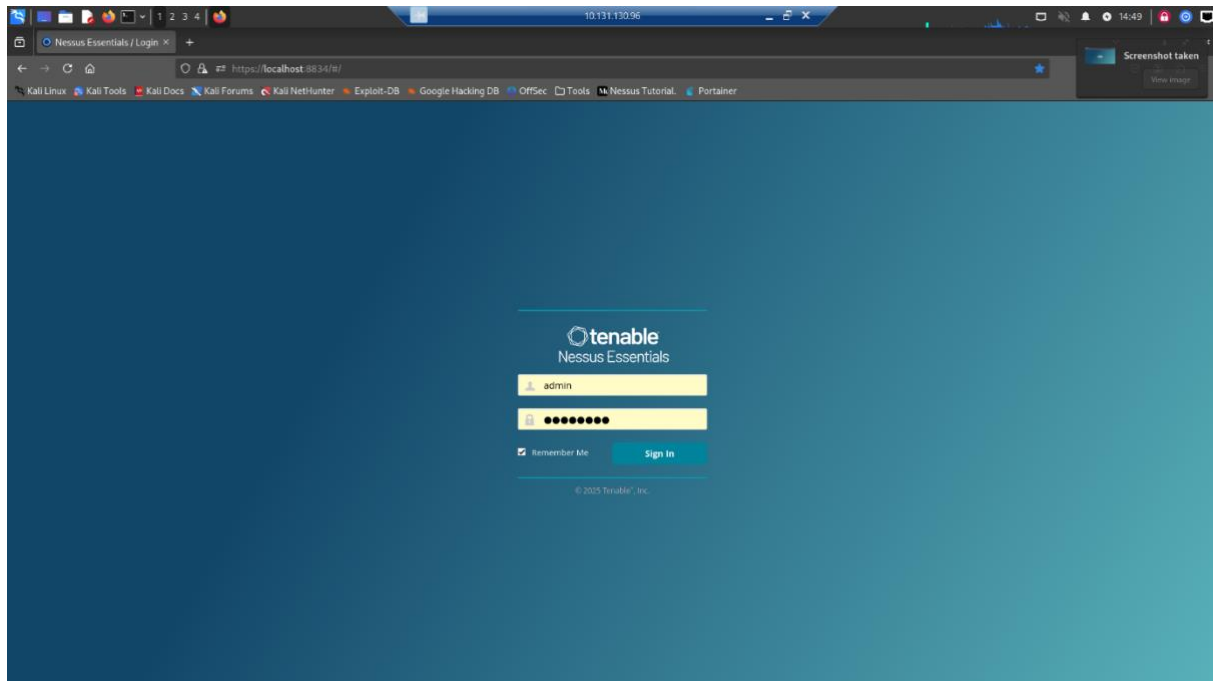 1 2 3 4
10.131.130.96
14:49
Nessus Essentials / Login
https://localhost:8834/#/
Screenshot taken
View image
Kali Linux Kali Tools Kali Docs Kali Forums Kali NetHunter Exploit-DB Google Hacking DB OffSec Tools Nessus Tutorial. Portainer
tenable
Nessus Essentials
admin
Remember Me Sign In
© 2025 Tenable™, Inc.